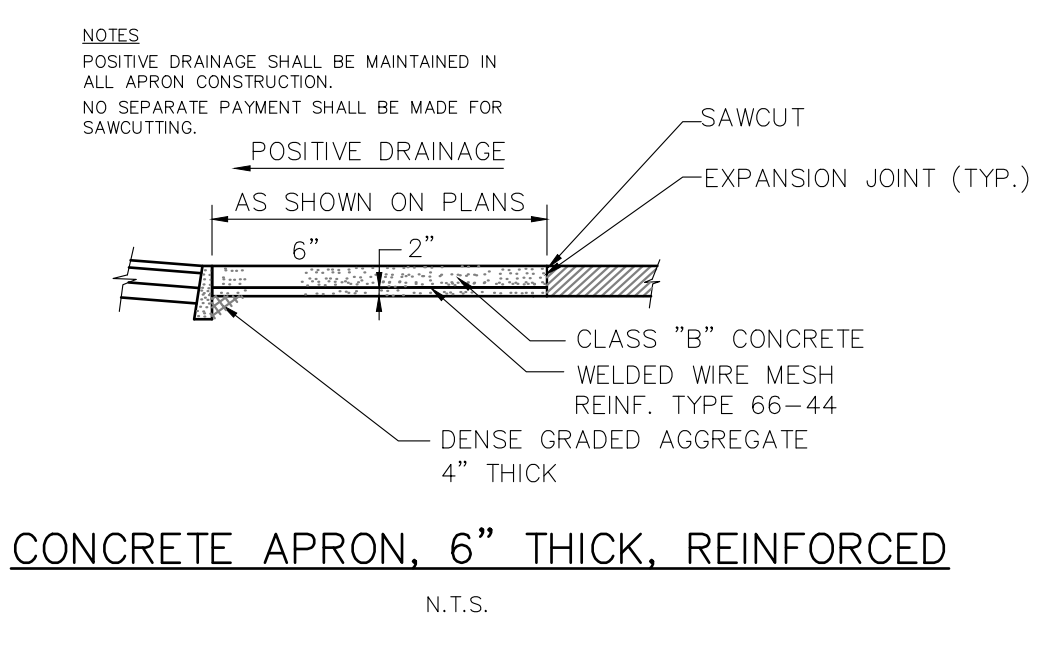 NOTES
POSITIVE DRAINAGE SHALL BE MAINTAINED IN
ALL APRON CONSTRUCTION.
NO SEPARATE PAYMENT SHALL BE MADE FOR
SAWCUTTING.
POSITIVE DRAINAGE
SAWCUT
EXPANSION JOINT (TYP.)
AS SHOWN ON PLANS
6”
2”
CLASS ”B” CONCRETE
WELDED WIRE MESH
REINF. TYPE 66-44
DENSE GRADED AGGREGATE
4” THICK
CONCRETE APRON, 6” THICK, REINFORCED
N.T.S.